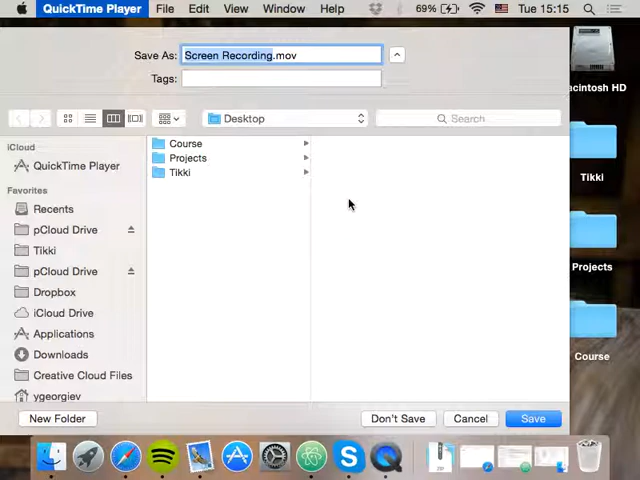 QuickTime Player File Edit View Window Help 69% Tue 15:15
Save As: Screen Recording.mov
Tags:
Desktop
Search
iCloud
QuickTime Player
Favorites
Recents
pCloud Drive
Tikki
pCloud Drive
Dropbox
iCloud Drive
Applications
Downloads
Creative Cloud Files
ygeorgiev
Course
Projects
Tikki
New Folder Don't Save Cancel Save
acintosh HD
Tikki
Projects
Course